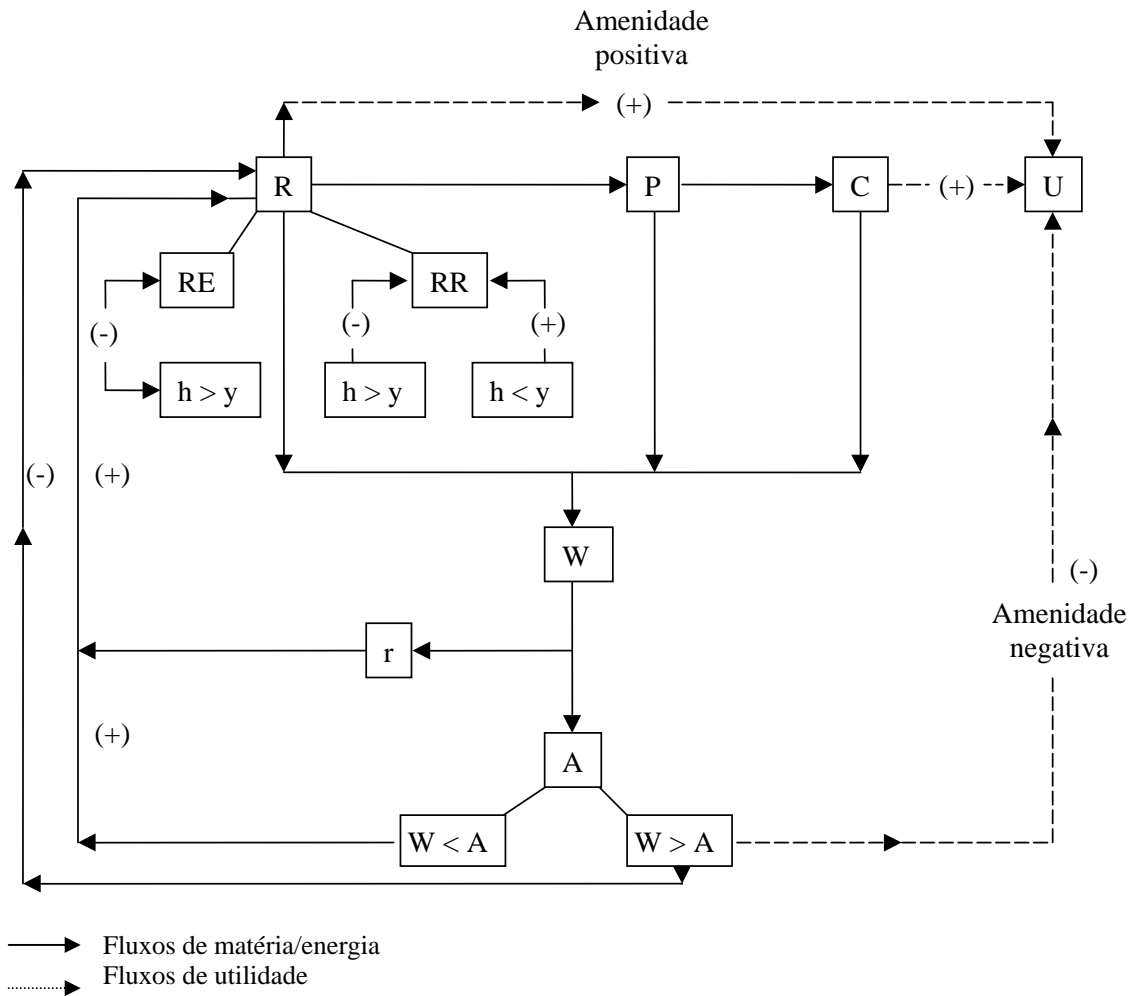 Amenidade
positiva
(+)
R
P
C
(+)
U
RE
RR
(-)
(-)
(+)
h > y
h > y
h < y
(-)
(+)
W
(-)
Amenidade
negativa
r
(+)
A
W < A
W > A
Fluxos de matéria/energia
Fluxos de utilidade